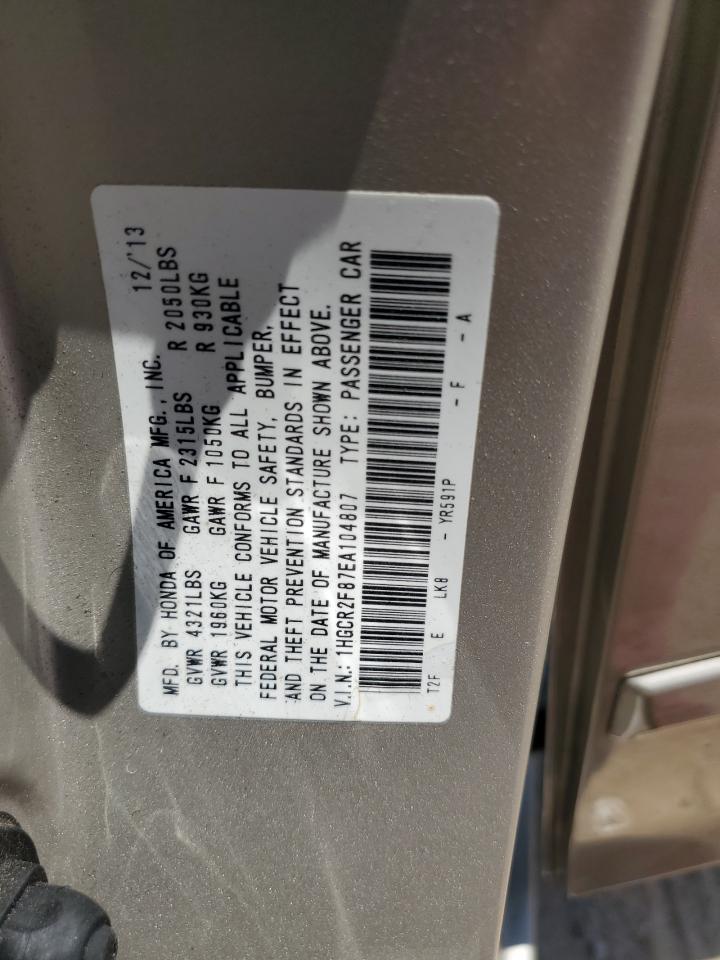 MFD. BY HONDA OF AMERICA MFG., INC. 12/'13
GVWR 4321LBS GAWR F 2315LBS R 2050LBS
GVWR 1960KG GAWR F 1050KG R 930KG
THIS VEHICLE CONFORMS TO ALL APPLICABLE
FEDERAL MOTOR VEHICLE SAFETY, BUMPER,
AND THEFT PREVENTION STANDARDS IN EFFECT
ON THE DATE OF MANUFACTURE SHOWN ABOVE.
V.I.N.: 1HGCR2F87EA104807 TYPE: PASSENGER CAR
T2F E LK8 - YR591P - F - A